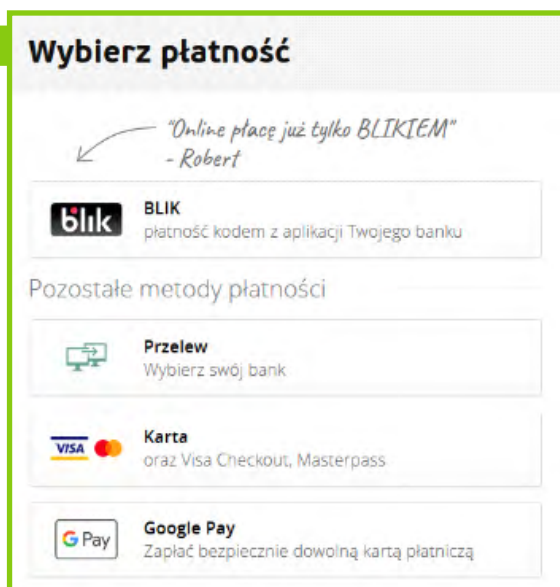 Wybierz płatność
"Online płacę już tylko BLIKIEM"
- Robert
blik
BLIK
płatność kodem z aplikacji Twojego banku
Pozostałe metody płatności
Przelew
Wybierz swój bank
VISA
Karta
oraz Visa Checkout, Masterpass
G Pay
Google Pay
Zapłać bezpiecznie dowolną kartą płatniczą